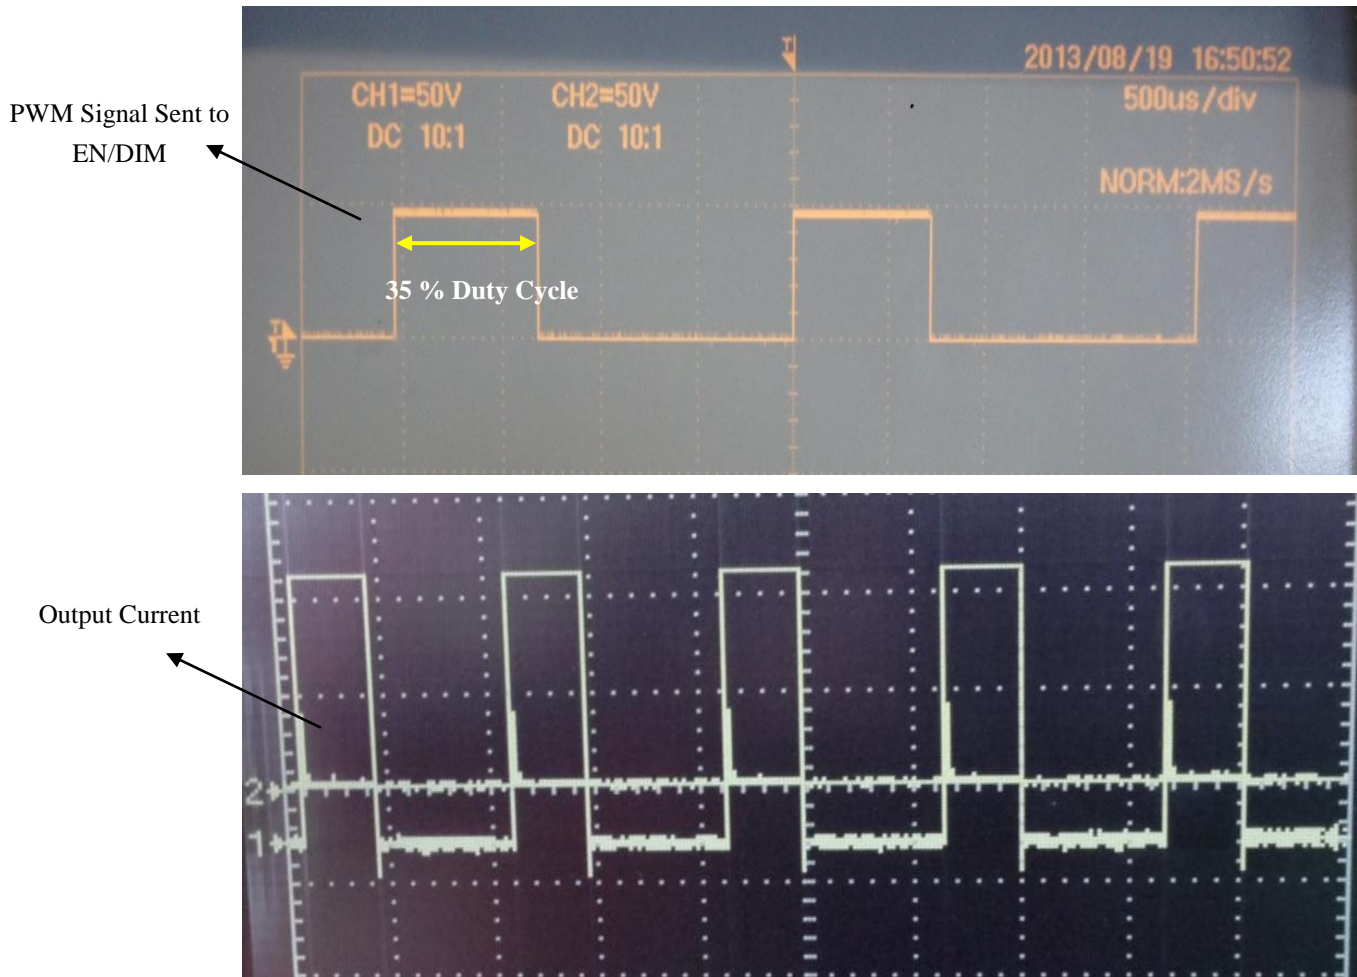 PWM Signal Sent to
EN/DIM
2013/08/19 16:50:52
CH1=50V
CH2=50V
500us/div
DC 10:1
DC 10:1
NORM:2MS/s
T
35 % Duty Cycle
T
Output Current
2
1